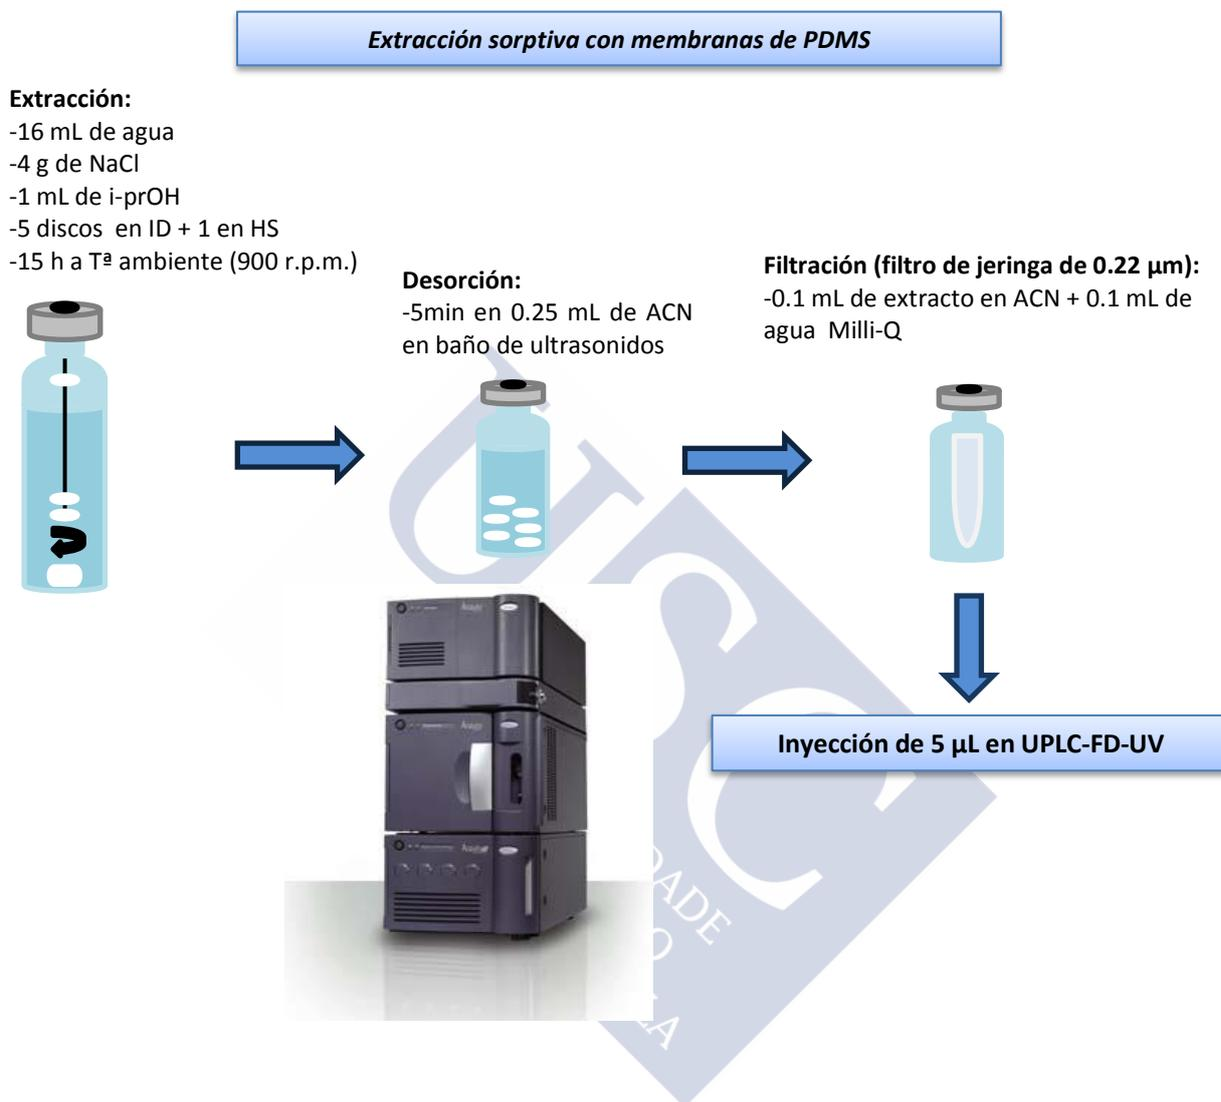 Extracción sorptiva con membranas de PDMS
Extracción:
-16 mL de agua
-4 g de NaCl
-1 mL de i-prOH
-5 discos en ID + 1 en HS
-15 h a Tª ambiente (900 r.p.m.)
Desorción:
-5min en 0.25 mL de ACN
en baño de ultrasonidos
Filtración (filtro de jeringa de 0.22 µm):
-0.1 mL de extracto en ACN + 0.1 mL de
agua Milli-Q
Inyección de 5 µL en UPLC-FD-UV
USC